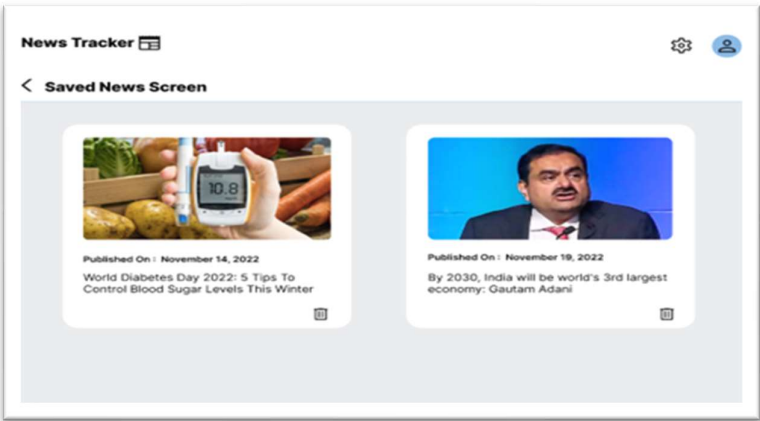 News Tracker
Saved News Screen
10.8
Published On : November 14, 2022
World Diabetes Day 2022: 5 Tips To
Control Blood Sugar Levels This Winter
Published On : November 19, 2022
By 2030, India will be world's 3rd largest
economy: Gautam Adani